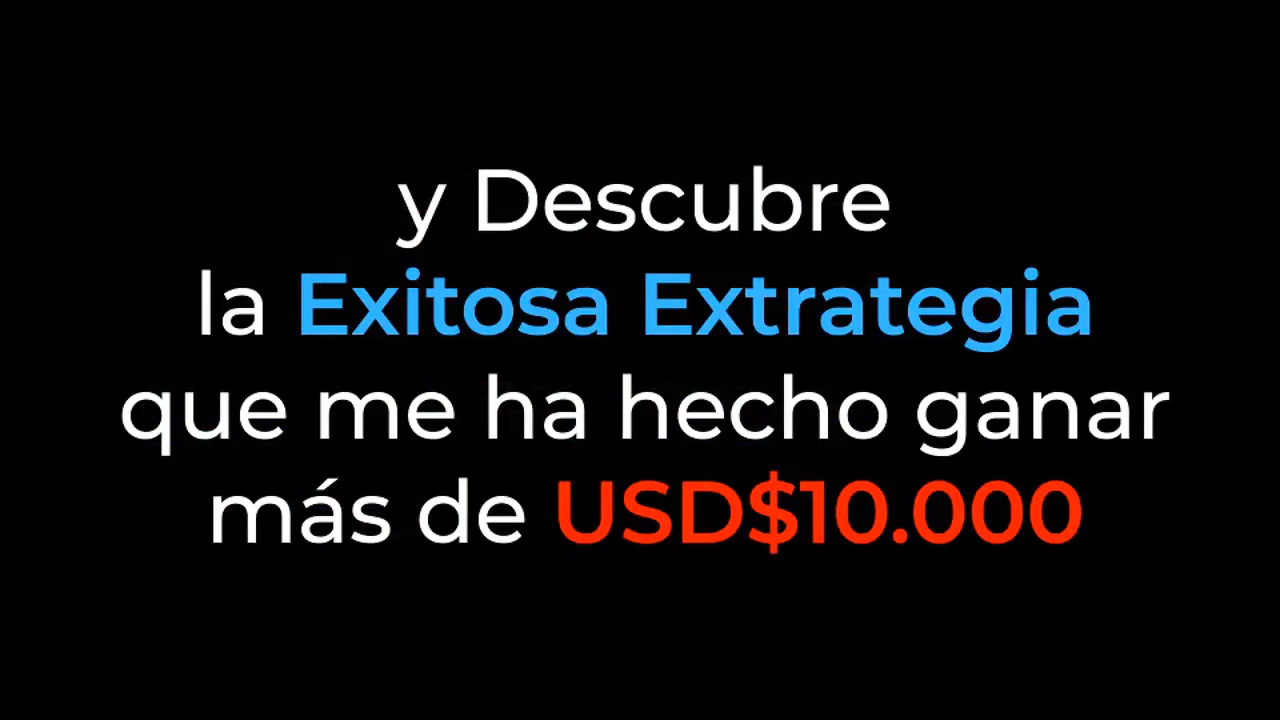 y Descubre
la Exitosa Extrategia
que me ha hecho ganar
más de USD$10.000